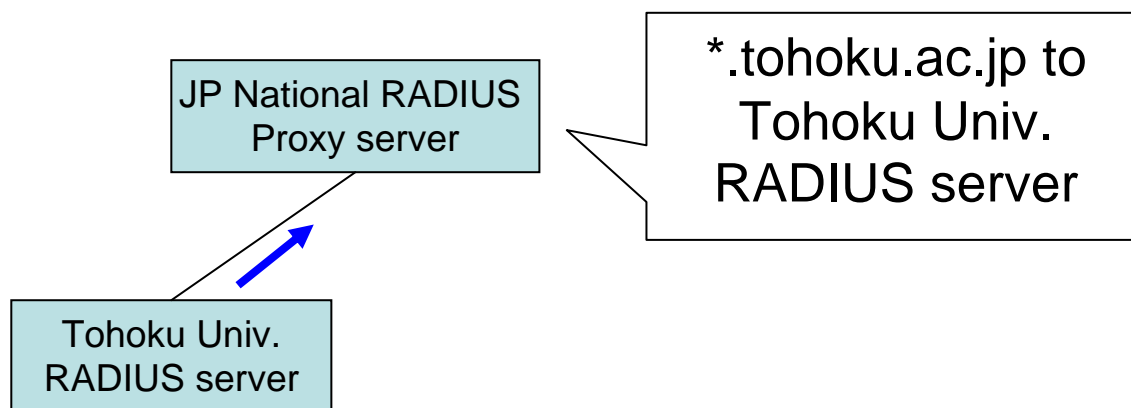 JP National RADIUS
Proxy server
*.tohoku.ac.jp to
Tohoku Univ.
RADIUS server
Tohoku Univ.
RADIUS server